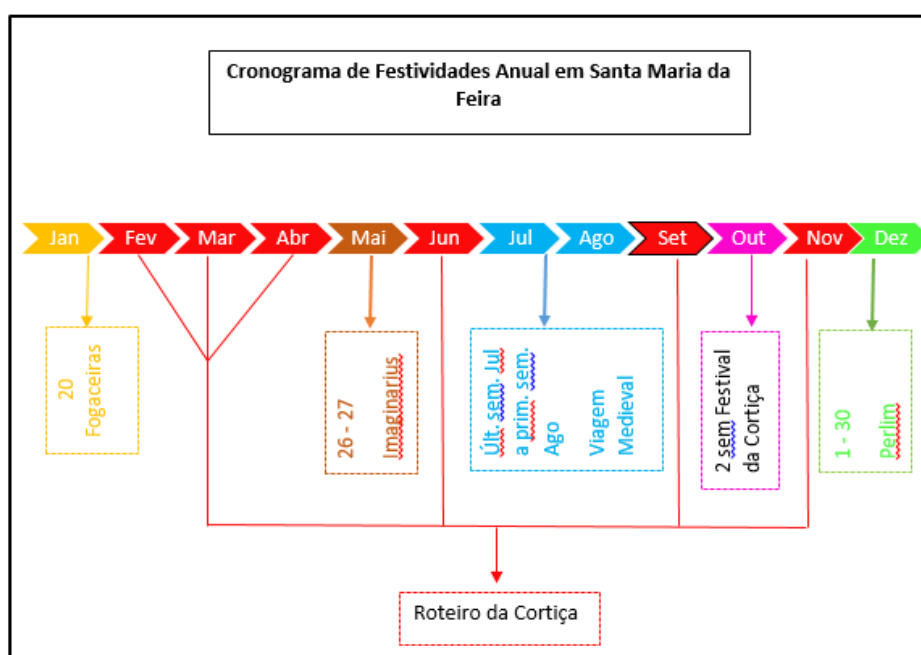 Cronograma de Festividades Anual em Santa Maria da
Feira
Jan
Fev
Mar
Abr
Mai
Jun
Jul
Ago
Set
Out
Nov
Dez
20
Fogaceiras
26 - 27
Imaginarius
Últ. sem. Jul
a prim. sem.
Ago
Viagem
Medieval
2 sem Festival
da Cortiça
1 - 30
Perlim
Roteiro da Cortiça